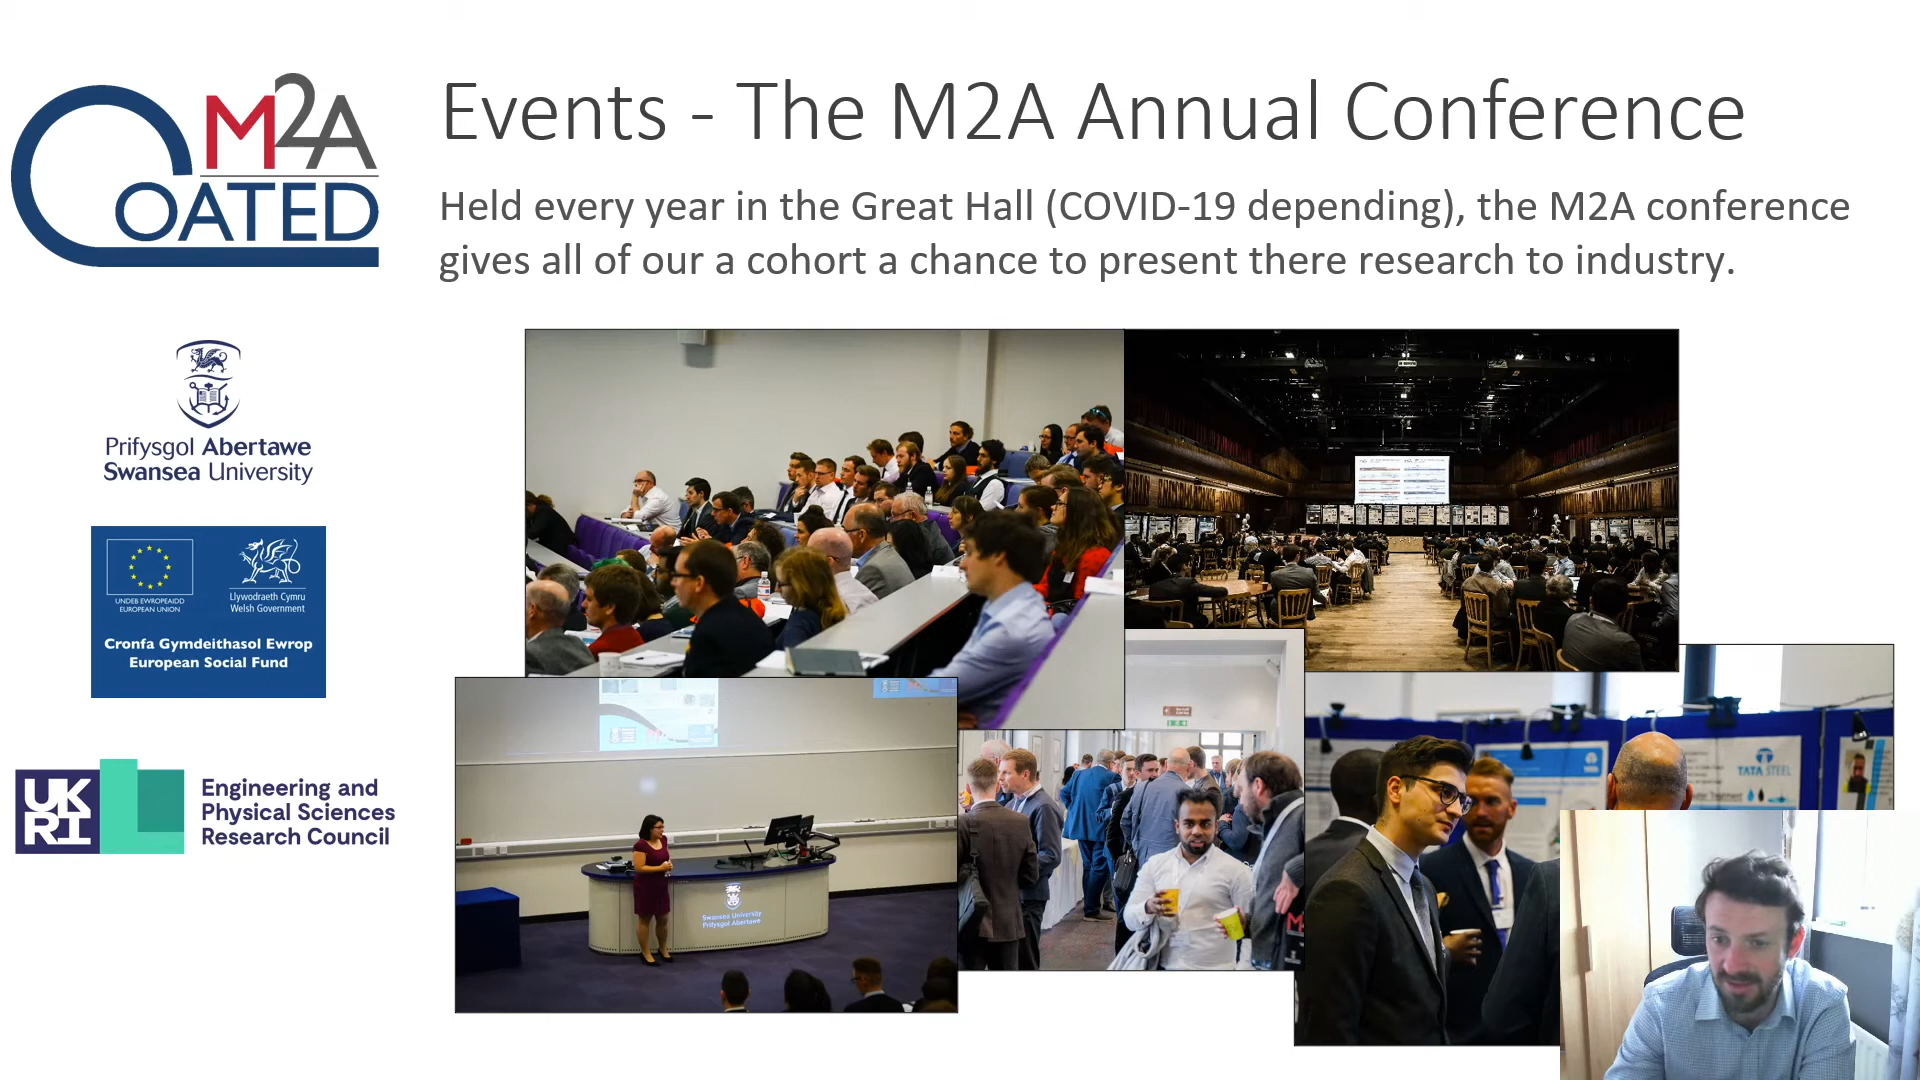 M2A
COATED
Events - The M2A Annual Conference
Held every year in the Great Hall (COVID-19 depending), the M2A conference
gives all of our a cohort a chance to present there research to industry.
Prifysgol Abertawe
Swansea University
UNDEB EWROPEAIDD
EUROPEAN UNION
Llywodraeth Cymru
Welsh Government
Cronfa Gymdeithasol Ewrop
European Social Fund
UKRI
Engineering and
Physical Sciences
Research Council
Swansea University
Prifysgol Abertawe
TATA STEEL